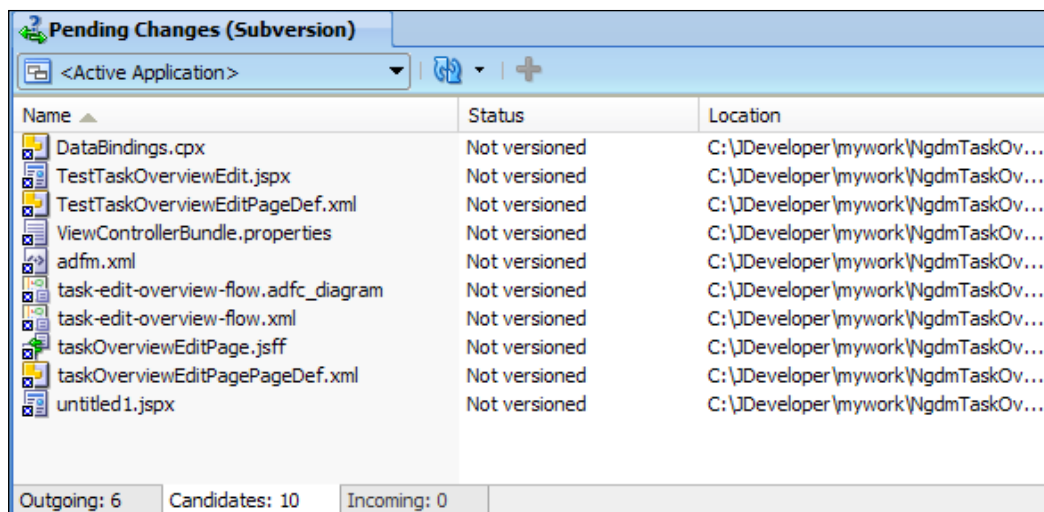 Pending Changes (Subversion)
<Active Application>
Name Status Location
DataBindings.cpx Not versioned C:\JDeveloper\mywork\NgdmTaskOv...
TestTaskOverviewEdit.jspx Not versioned C:\JDeveloper\mywork\NgdmTaskOv...
TestTaskOverviewEditPageDef.xml Not versioned C:\JDeveloper\mywork\NgdmTaskOv...
ViewControllerBundle.properties Not versioned C:\JDeveloper\mywork\NgdmTaskOv...
adfm.xml Not versioned C:\JDeveloper\mywork\NgdmTaskOv...
task-edit-overview-flow.adfc_diagram Not versioned C:\JDeveloper\mywork\NgdmTaskOv...
task-edit-overview-flow.xml Not versioned C:\JDeveloper\mywork\NgdmTaskOv...
taskOverviewEditPage.jsff Not versioned C:\JDeveloper\mywork\NgdmTaskOv...
taskOverviewEditPagePageDef.xml Not versioned C:\JDeveloper\mywork\NgdmTaskOv...
untitled1.jspx Not versioned C:\JDeveloper\mywork\NgdmTaskOv...
Outgoing: 6 Candidates: 10 Incoming: 0